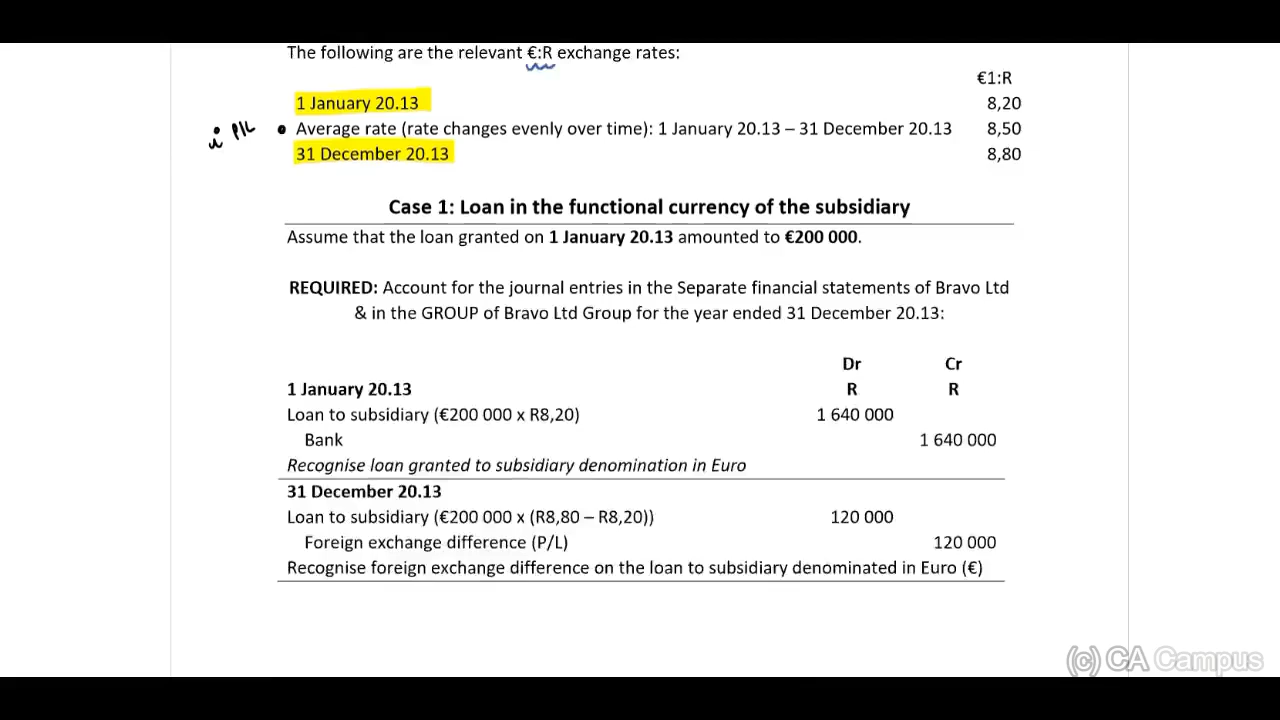 The following are the relevant €:R exchange rates:
€1:R
1 January 20.13 8,20
i P/L • Average rate (rate changes evenly over time): 1 January 20.13 – 31 December 20.13 8,50
31 December 20.13 8,80
Case 1: Loan in the functional currency of the subsidiary
Assume that the loan granted on 1 January 20.13 amounted to €200 000.
REQUIRED: Account for the journal entries in the Separate financial statements of Bravo Ltd
& in the GROUP of Bravo Ltd Group for the year ended 31 December 20.13:
Dr Cr
1 January 20.13 R R
Loan to subsidiary (€200 000 x R8,20) 1 640 000
Bank 1 640 000
Recognise loan granted to subsidiary denomination in Euro
31 December 20.13
Loan to subsidiary (€200 000 x (R8,80 – R8,20)) 120 000
Foreign exchange difference (P/L) 120 000
Recognise foreign exchange difference on the loan to subsidiary denominated in Euro (€)
(c) CA Campus